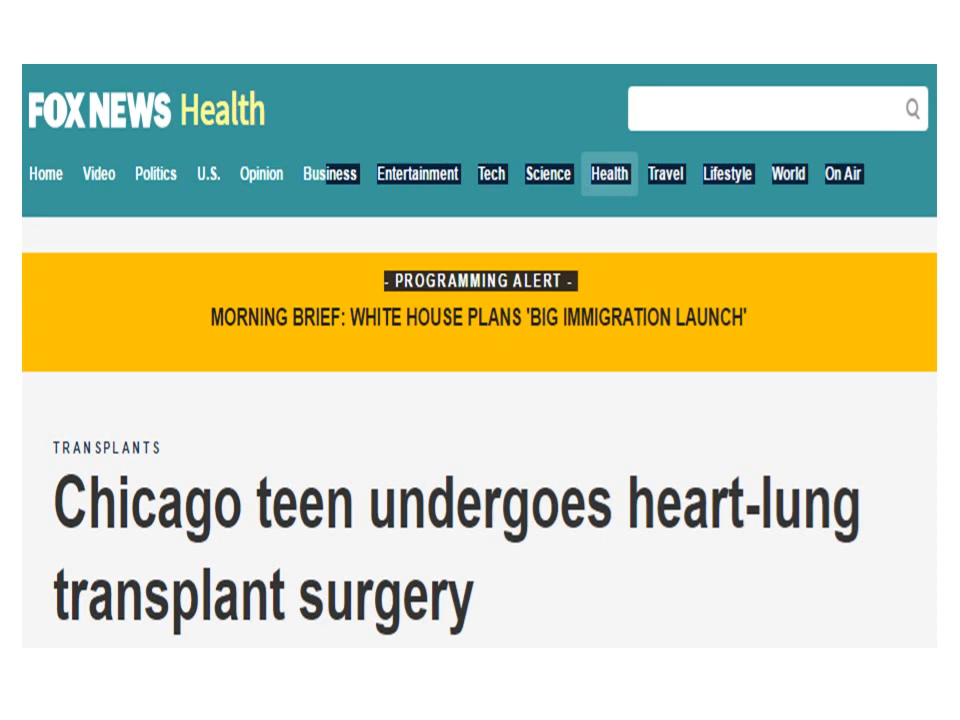 FOX NEWS Health
Home Video Politics U.S. Opinion Business Entertainment Tech Science Health Travel Lifestyle World On Air
- PROGRAMMING ALERT -
MORNING BRIEF: WHITE HOUSE PLANS 'BIG IMMIGRATION LAUNCH'
TRANSPLANTS
Chicago teen undergoes heart-lung
transplant surgery